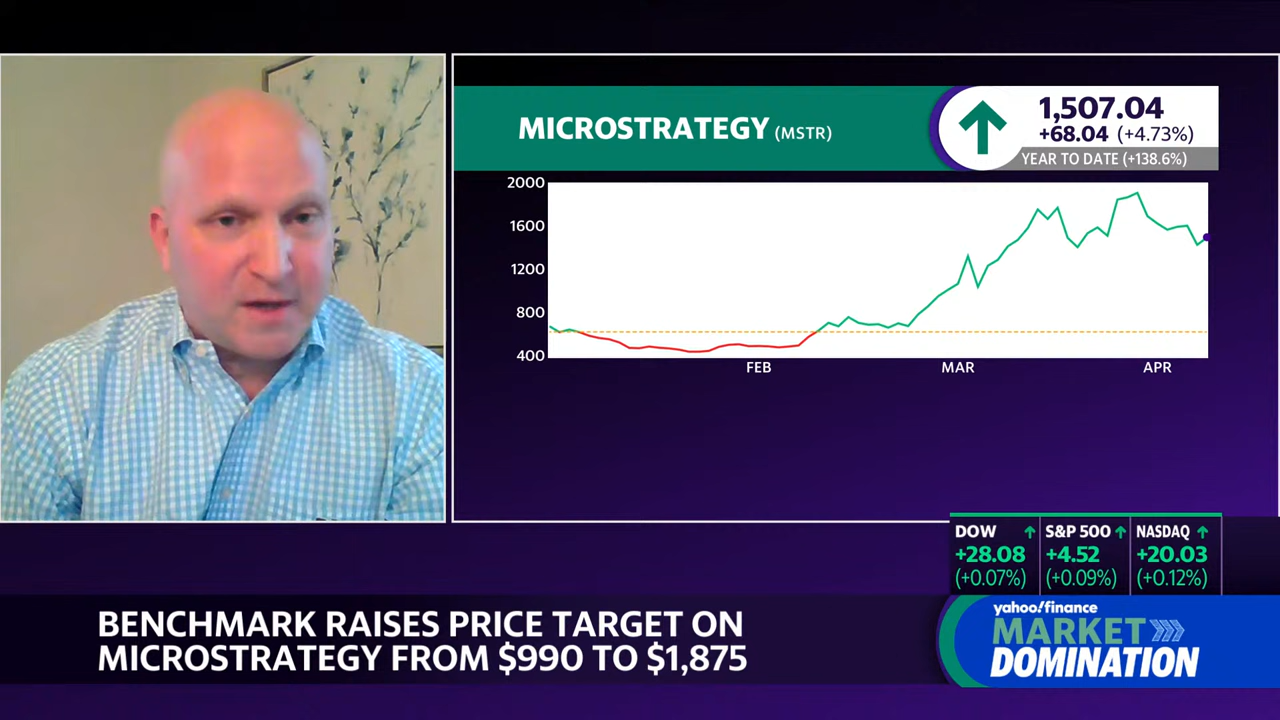 MICROSTRATEGY (MSTR)
1,507.04
+68.04 (+4.73%)
YEAR TO DATE (+138.6%)
2000
1600
1200
800
400
FEB MAR APR
DOW
+28.08
(+0.07%)
S&P 500
+4.52
(+0.09%)
NASDAQ
+20.03
(+0.12%)
BENCHMARK RAISES PRICE TARGET ON
MICROSTRATEGY FROM $990 TO $1,875
yahoo!finance
MARKET
DOMINATION